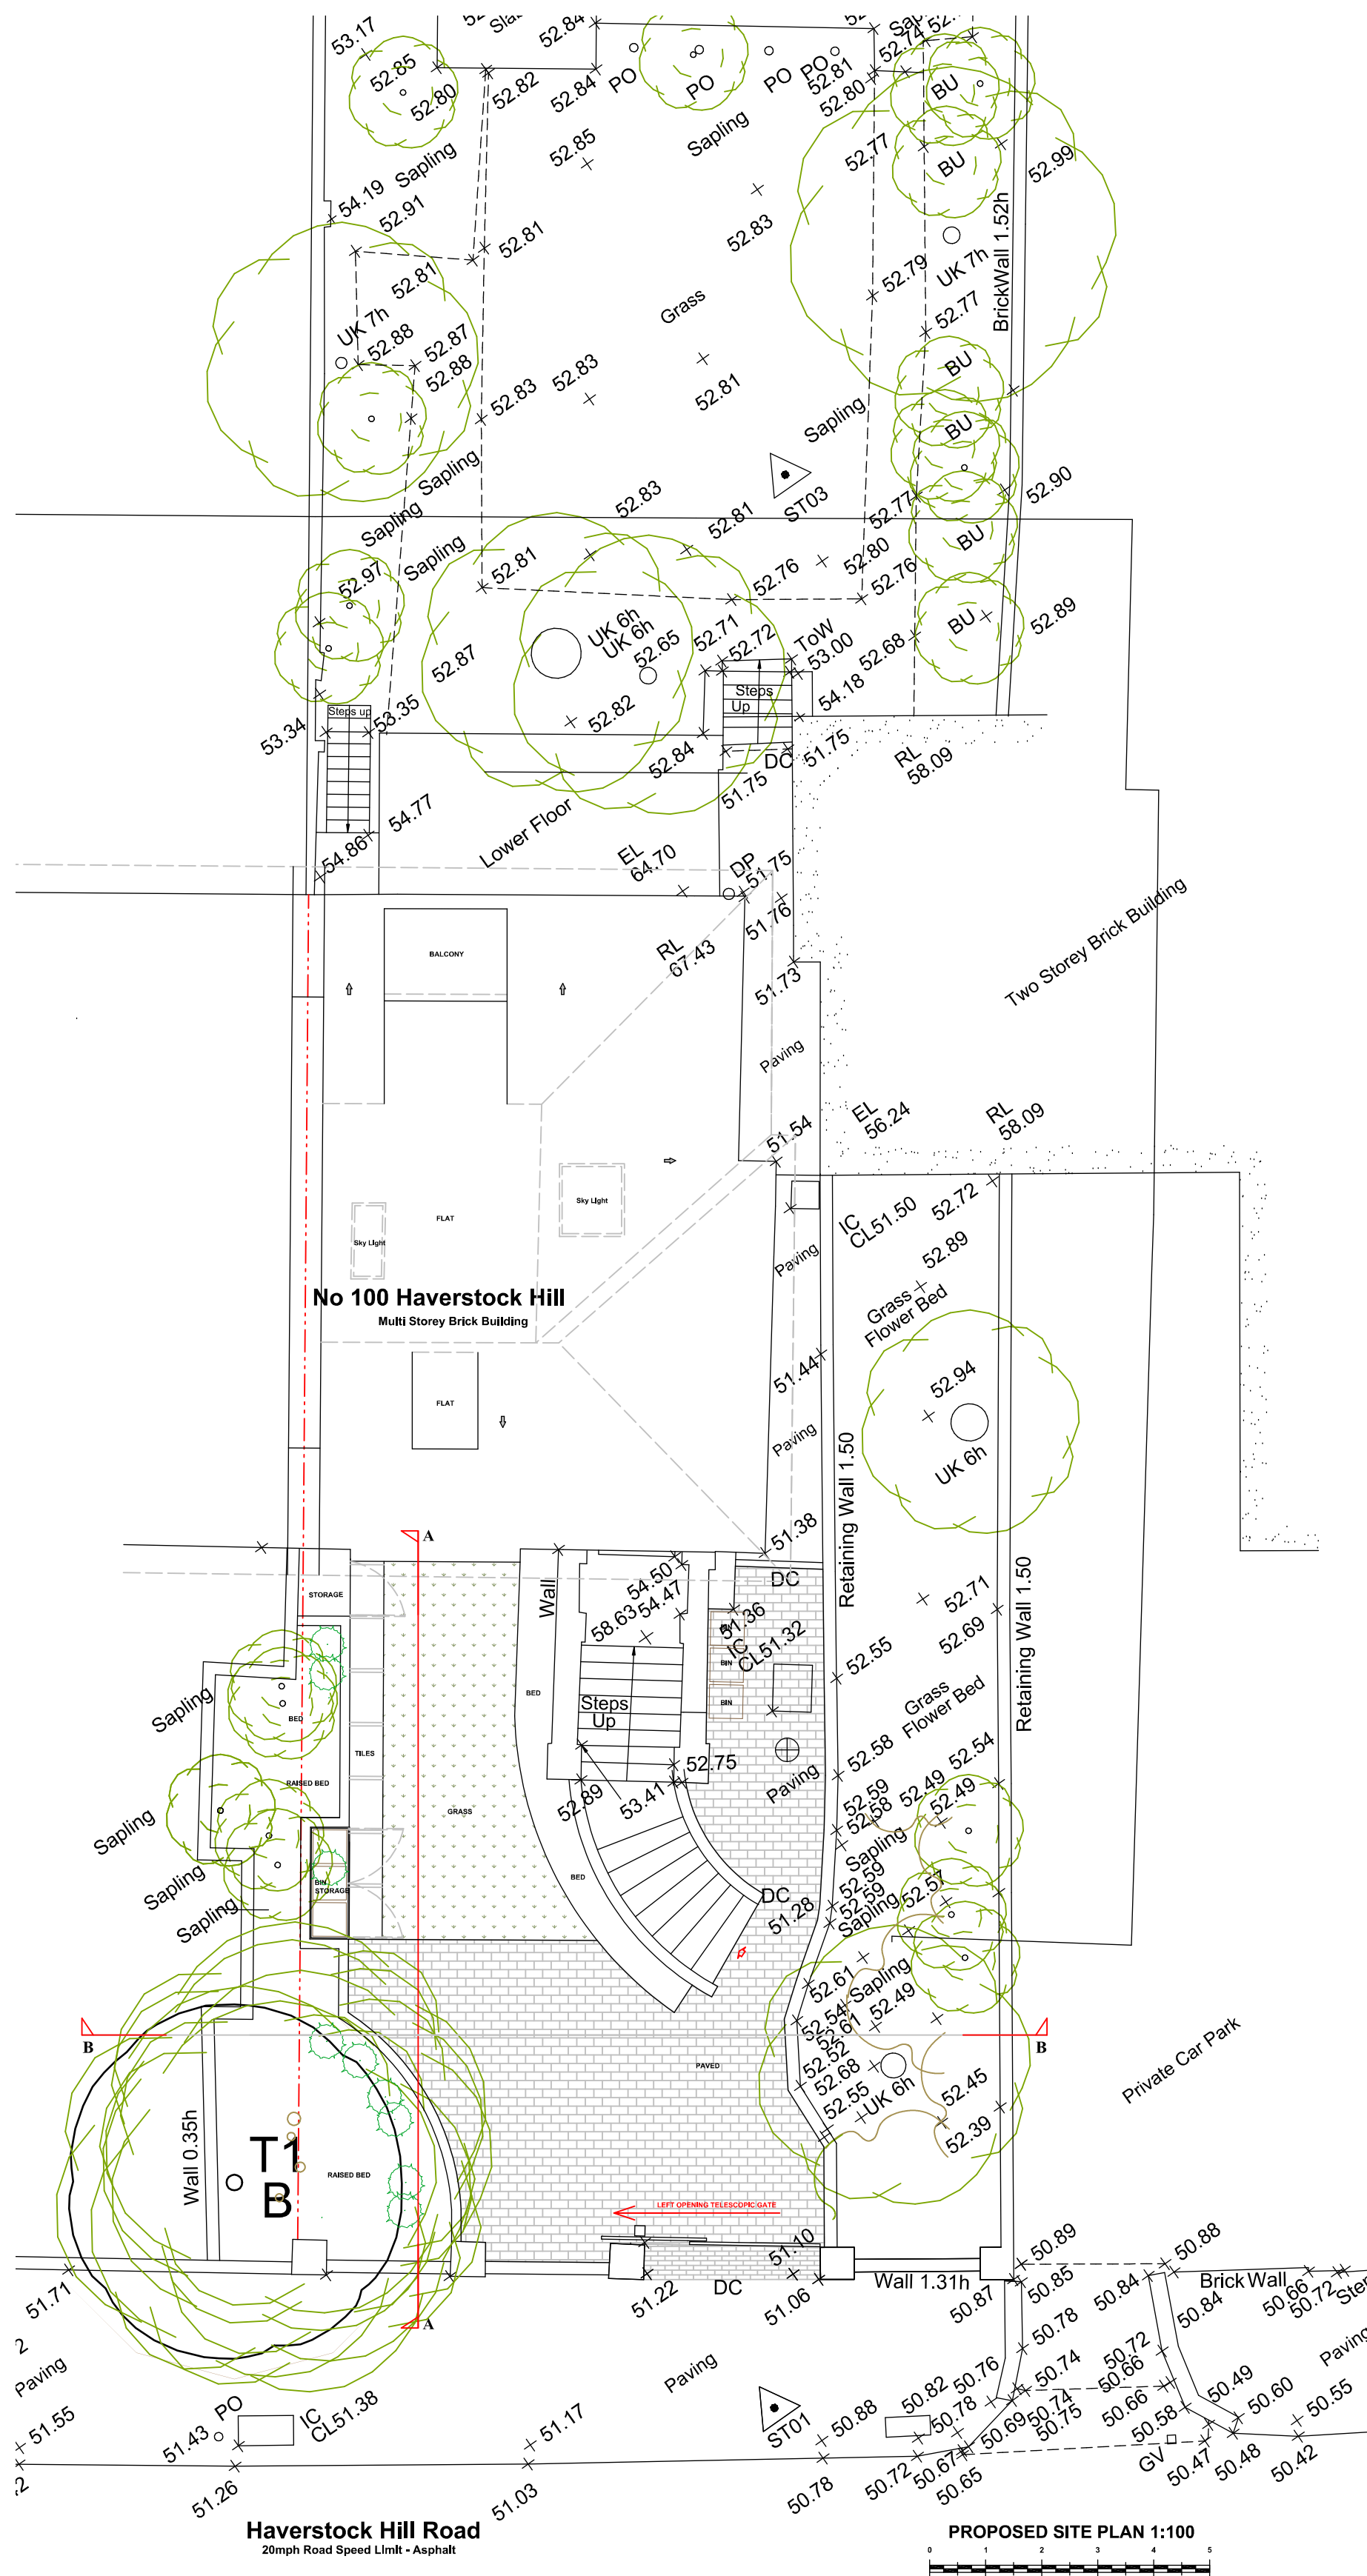 53.17
52.84
52.74
52.85
52.80
52.82
52.84
PO
PO
PO
PO
52.81
52.80
BU
Sapling
Sapling
52.85
52.77
BU
52.99
54.19
52.91
52.81
52.83
52.81
52.79
UK 7h
BrickWall 1.52h
Grass
52.77
UK 7h
52.88
52.87
52.88
52.83
52.83
52.81
BU
Sapling
BU
Sapling
ST03
52.90
52.83
52.81
52.77
BU
Sapling
Sapling
52.97
52.81
52.76
52.80
52.76
UK 6h
UK 6h
52.65
52.71
52.72
ToW
53.00
52.68
BU
52.89
52.87
52.82
Steps
Up
54.18
Steps up
53.34
53.35
52.84
DC
51.75
51.75
RL
58.09
54.77
54.86
Lower Floor
EL
64.70
DP
51.75
51.76
Two Storey Brick Building
BALCONY
RL
67.43
51.73
Paving
51.54
EL
56.24
RL
58.09
Sky Light
FLAT
Sky Light
IC
CL51.50
52.72
Paving
52.89
Grass
Flower Bed
No 100 Haverstock Hill
Multi Storey Brick Building
51.44
52.94
FLAT
Paving
UK 6h
Retaining Wall 1.50
A
51.38
Retaining Wall 1.50
STORAGE
Wall
54.50
54.47
58.63
DC
51.36
BIN
IC
CL51.32
BIN
BIN
52.71
52.69
52.55
Sapling
BED
BED
Steps
Up
Grass
Flower Bed
TILES
RAISED BED
52.75
52.58
52.54
Paving
52.89
53.41
52.59
52.58
52.49
52.49
GRASS
Sapling
Sapling
BED
BIN
STORAGE
Sapling
Sapling
DC
51.28
52.59
52.59
52.57
Sapling
52.61
Sapling
52.54
52.61
52.49
B
B
PAVED
52.52
52.68
52.55
UK 6h
52.45
52.39
Private Car Park
Wall 0.35h
T1
B
RAISED BED
LEFT OPENING TELESCOPIC GATE
51.71
51.22
DC
51.10
51.06
Wall 1.31h
50.89
50.87
50.85
50.88
50.84
Brick Wall
50.66
50.72
50.84
A
Paving
Paving
50.78
50.72
50.76
50.74
50.66
Paving
PO
IC
CL51.38
51.43
51.55
51.17
ST01
50.88
50.82
50.78
50.69
50.74
50.75
50.66
50.58
50.49
50.60
50.55
51.26
51.03
50.78
50.72
50.67
50.65
GV
50.47
50.48
50.42
Haverstock Hill Road
20mph Road Speed Limit - Asphalt
PROPOSED SITE PLAN 1:100
0 1 2 3 4 5